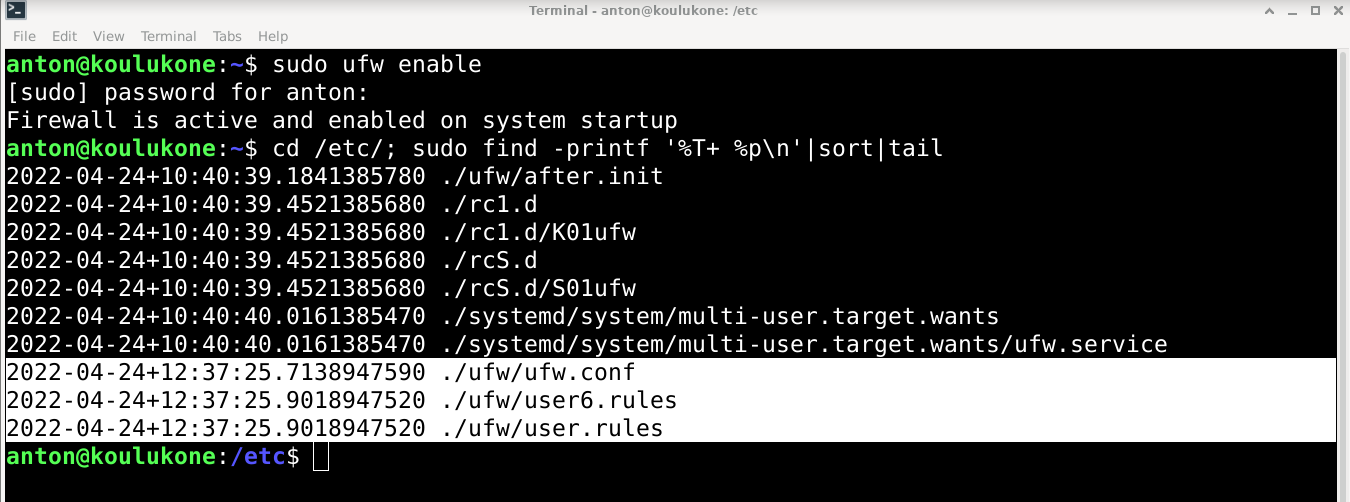 Terminal - anton@koulukone: /etc
File Edit View Terminal Tabs Help
anton@koulukone:~$ sudo ufw enable
[sudo] password for anton:
Firewall is active and enabled on system startup
anton@koulukone:~$ cd /etc/; sudo find -printf '%T+ %p\n'|sort|tail
2022-04-24+10:40:39.1841385780 ./ufw/after.init
2022-04-24+10:40:39.4521385680 ./rc1.d
2022-04-24+10:40:39.4521385680 ./rc1.d/K01ufw
2022-04-24+10:40:39.4521385680 ./rcS.d
2022-04-24+10:40:39.4521385680 ./rcS.d/S01ufw
2022-04-24+10:40:40.0161385470 ./systemd/system/multi-user.target.wants
2022-04-24+10:40:40.0161385470 ./systemd/system/multi-user.target.wants/ufw.service
2022-04-24+12:37:25.7138947590 ./ufw/ufw.conf
2022-04-24+12:37:25.9018947520 ./ufw/user6.rules
2022-04-24+12:37:25.9018947520 ./ufw/user.rules
anton@koulukone:/etc$